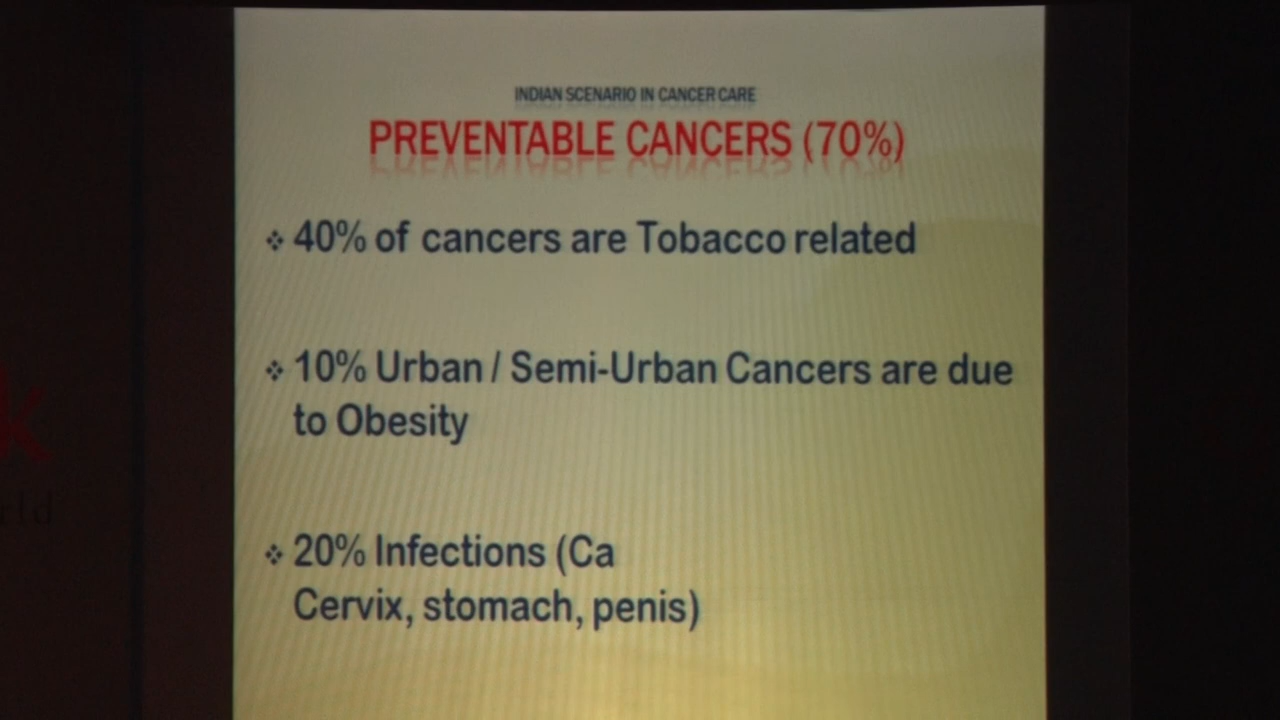 INDIAN SCENARIO IN CANCER CARE
PREVENTABLE CANCERS (70%)
❖ 40% of cancers are Tobacco related
❖ 10% Urban / Semi-Urban Cancers are due
to Obesity
❖ 20% Infections (Ca
Cervix, stomach, penis)
k
rld